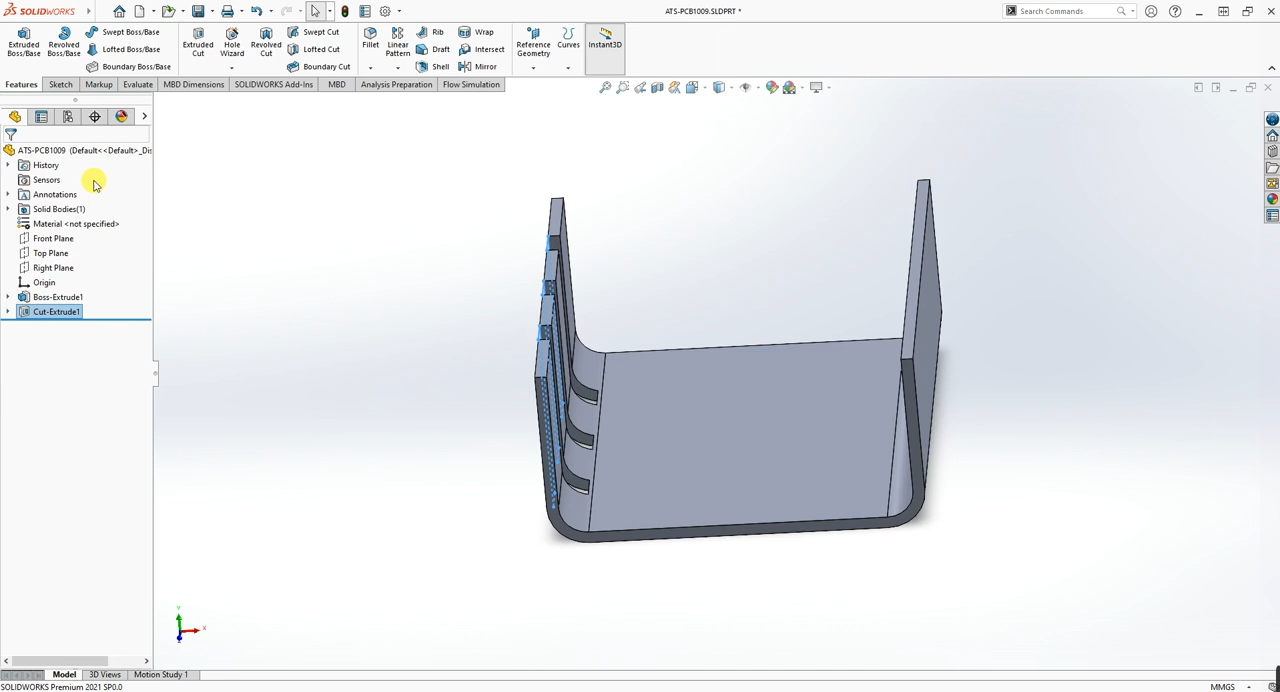 SOLIDWORKS
ATS-PCB1009.SLDPRT *
Search Commands
Extruded Boss/Base
Revolved Boss/Base
Swept Boss/Base
Lofted Boss/Base
Boundary Boss/Base
Extruded Cut
Hole Wizard
Revolved Cut
Swept Cut
Lofted Cut
Boundary Cut
Fillet
Linear Pattern
Rib
Draft
Shell
Wrap
Intersect
Mirror
Reference Geometry
Curves
Instant3D
Features
Sketch
Markup
Evaluate
MBD Dimensions
SOLIDWORKS Add-Ins
MBD
Analysis Preparation
Flow Simulation
ATS-PCB1009 (Default<<Default>_Dis
History
Sensors
Annotations
Solid Bodies(1)
Material <not specified>
Front Plane
Top Plane
Right Plane
Origin
Boss-Extrude1
Cut-Extrude1
Y
X
Model
3D Views
Motion Study 1
SOLIDWORKS Premium 2021 SP0.0
MMGS